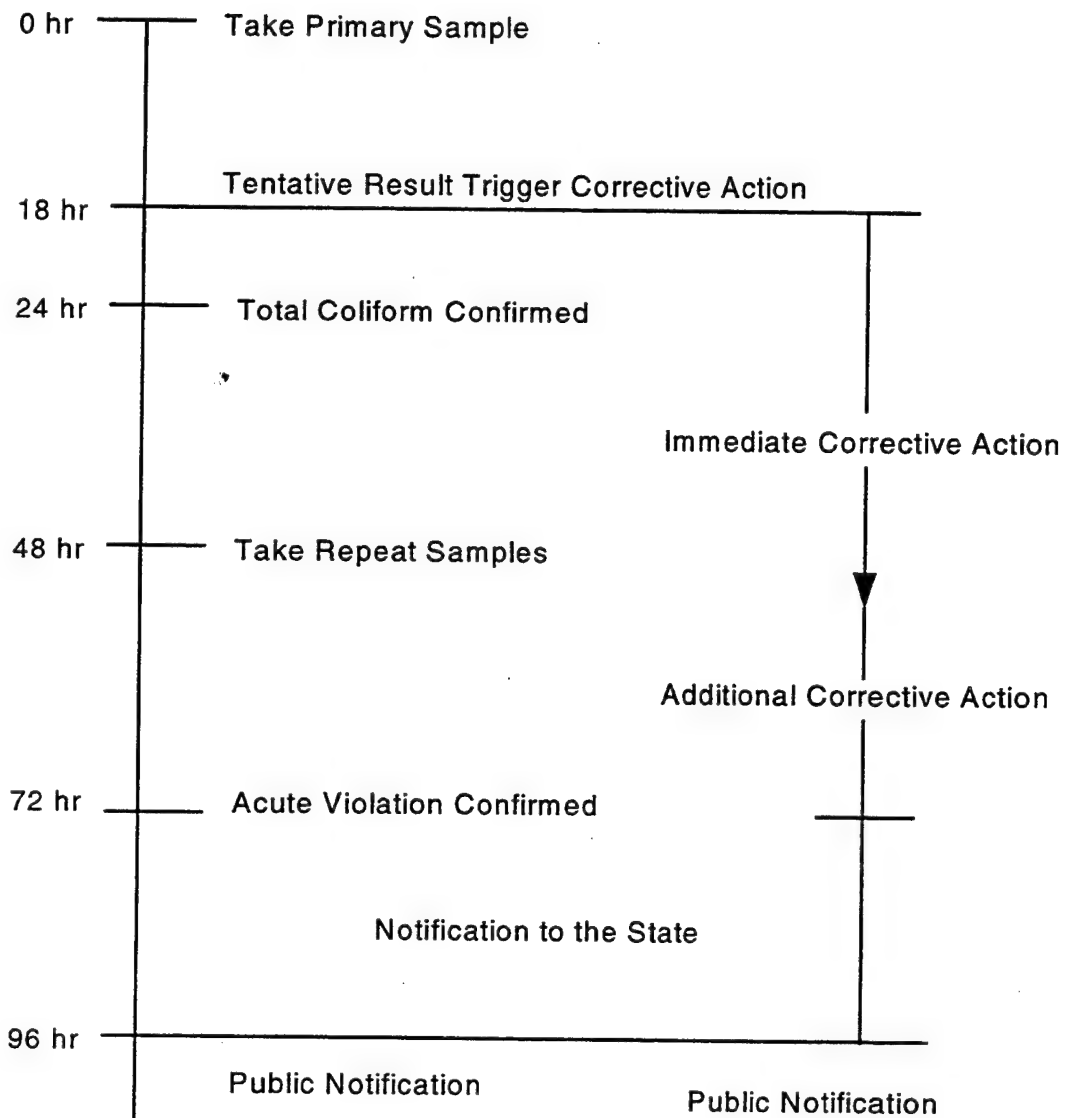 0 hr Take Primary Sample
Tentative Result Trigger Corrective Action
18 hr
24 hr Total Coliform Confirmed
Immediate Corrective Action
48 hr Take Repeat Samples
Additional Corrective Action
72 hr Acute Violation Confirmed
Notification to the State
96 hr
Public Notification
Public Notification